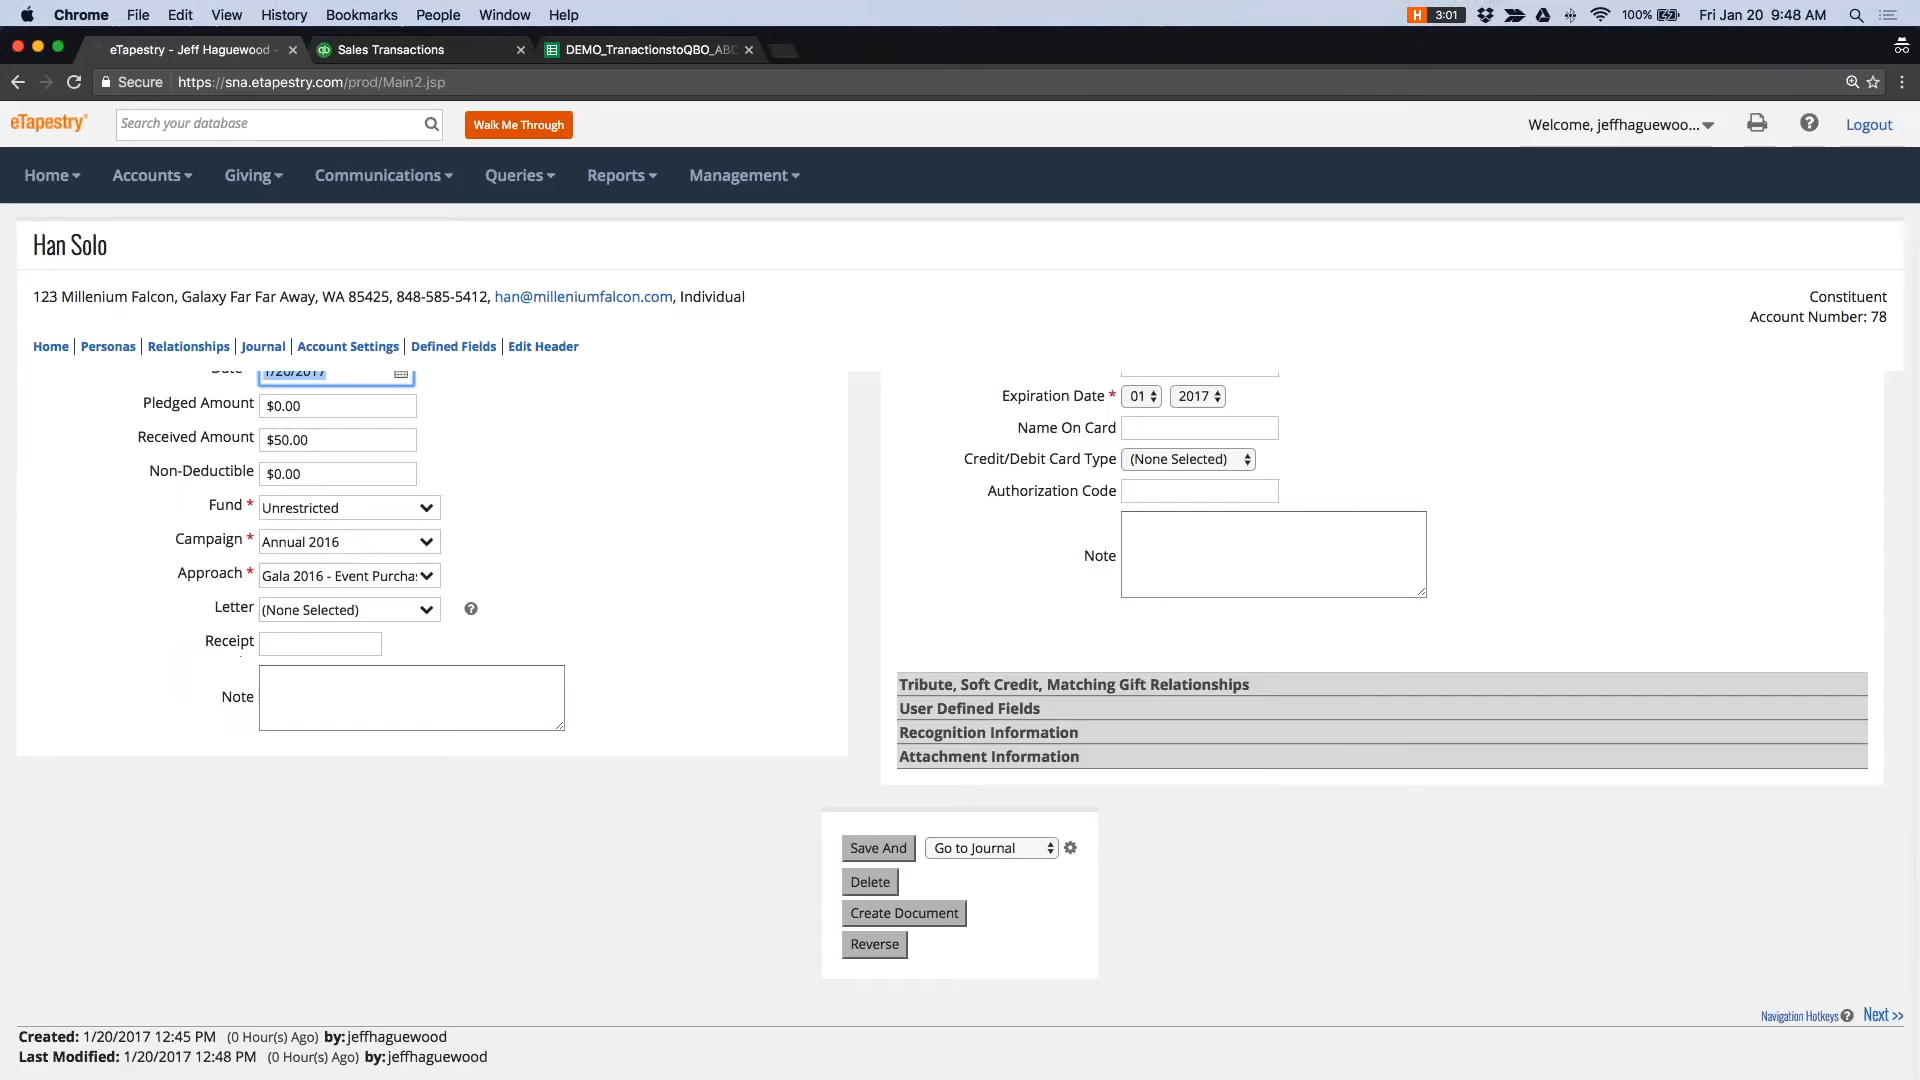 Chrome File Edit View History Bookmarks People Window Help
H 3:01 100% Fri Jan 20 9:48 AM
eTapestry - Jeff Haguewood - Sales Transactions DEMO_TranactionstoQBO_ABC
Secure https://sna.etapestry.com/prod/Main2.jsp
eTapestry Search your database Walk Me Through Welcome, jeffhaguewoo... Logout
Home Accounts Giving Communications Queries Reports Management
Han Solo
123 Millenium Falcon, Galaxy Far Far Away, WA 85425, 848-585-5412, han@milleniumfalcon.com, Individual
Constituent
Account Number: 78
Home Personas Relationships Journal Account Settings Defined Fields Edit Header
Date 1/20/2017
Pledged Amount $0.00
Received Amount $50.00
Non-Deductible $0.00
Fund * Unrestricted
Campaign * Annual 2016
Approach * Gala 2016 - Event Purcha
Letter (None Selected)
Receipt
Note
Expiration Date * 01 2017
Name On Card
Credit/Debit Card Type (None Selected)
Authorization Code
Note
Tribute, Soft Credit, Matching Gift Relationships
User Defined Fields
Recognition Information
Attachment Information
Save And Go to Journal
Delete
Create Document
Reverse
Navigation Hotkeys Next >>
Created: 1/20/2017 12:45 PM (0 Hour(s) Ago) by: jeffhaguewood
Last Modified: 1/20/2017 12:48 PM (0 Hour(s) Ago) by: jeffhaguewood